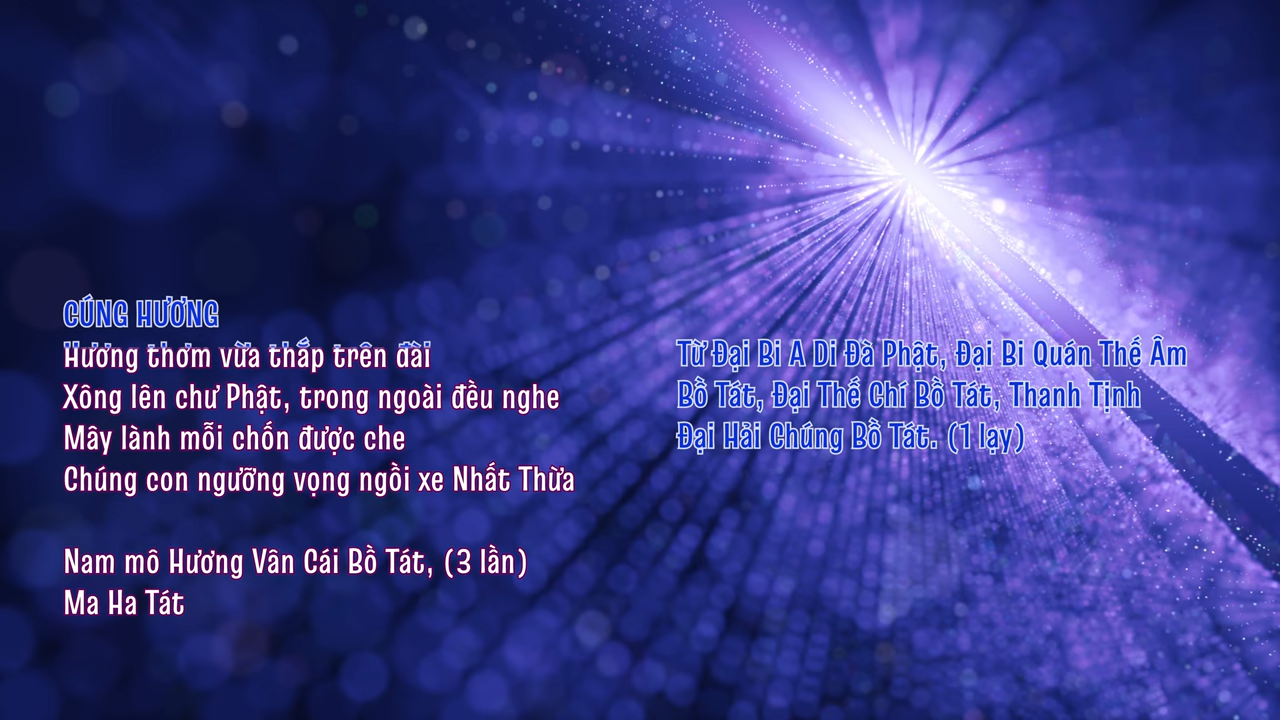 CÚNG HƯƠNG
Hương thơm vừa thắp trên đài
Xông lên chư Phật, trong ngoài đều nghe
Mây lành mỗi chốn được che
Chúng con ngưỡng vọng ngồi xe Nhất Thừa
Nam mô Hương Vân Cái Bồ Tát, (3 lần)
Ma Ha Tát
Từ Đại Bi A Di Đà Phật, Đại Bi Quán Thế Âm
Bồ Tát, Đại Thế Chí Bồ Tát, Thanh Tịnh
Đại Hải Chúng Bồ Tát. (1 lạy)